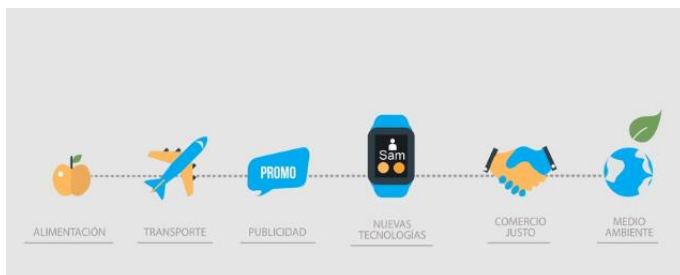 PROMO
Sam
ALIMENTACIÓN
TRANSPORTE
PUBLICIDAD
NUEVAS
TECNOLOGÍAS
COMERCIO
JUSTO
MEDIO
AMBIENTE